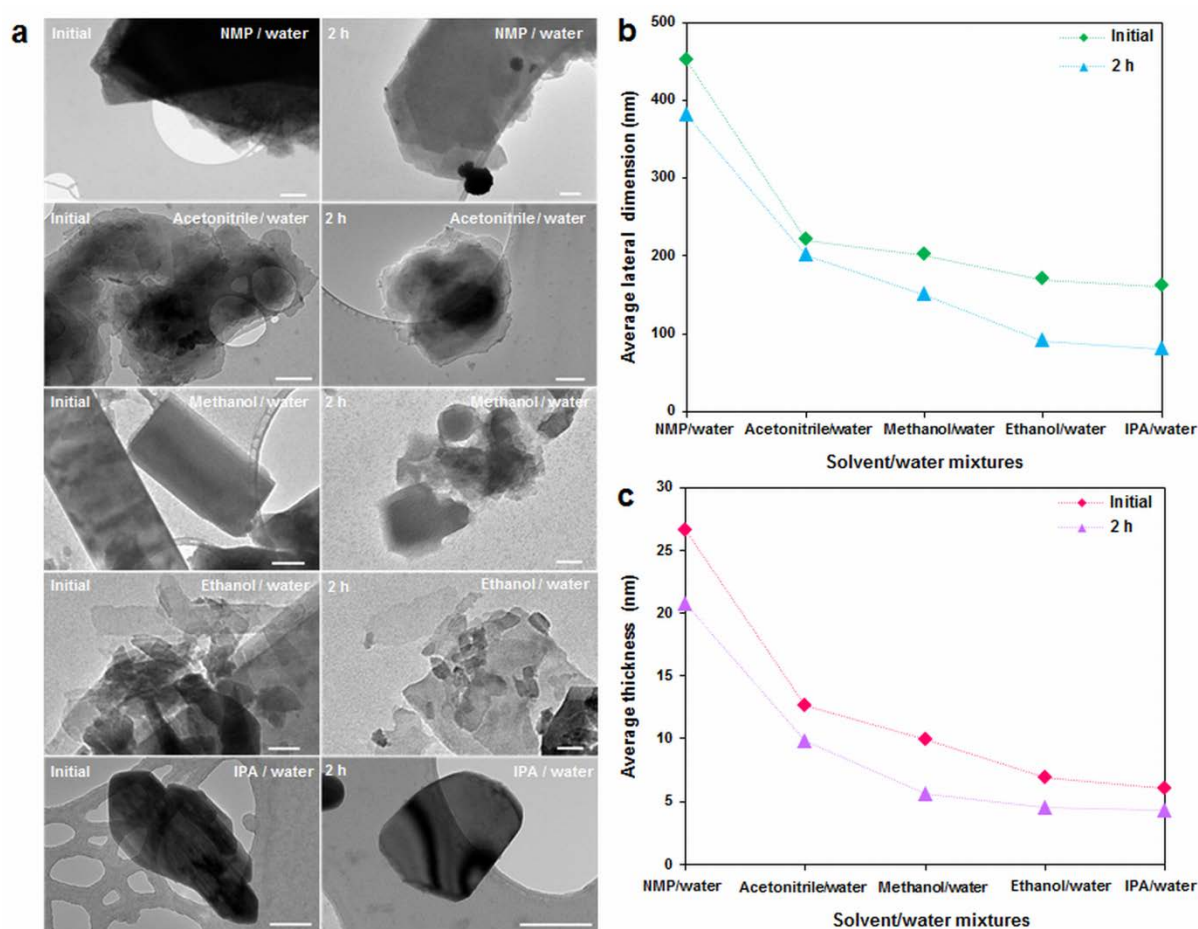 a
Initial
NMP / water
2 h
NMP / water
Initial
Acetonitrile/ water
2 h
Acetonitrile/ water
Initial
Methanol/ water
2 h
Methanol/ water
Initial
Ethanol / water
2 h
Ethanol / water
Initial
IPA / water
2 h
IPA / water
b
Average lateral dimension (nm)
500
400
300
200
100
0
Initial
2 h
NMP/water Acetonitrile/water Methanol/water Ethanol/water IPA/water
Solvent/water mixtures
c
Average thickness (nm)
30
25
20
15
10
5
0
Initial
2 h
NMP/water Acetonitrile/water Methanol/water Ethanol/water IPA/water
Solvent/water mixtures